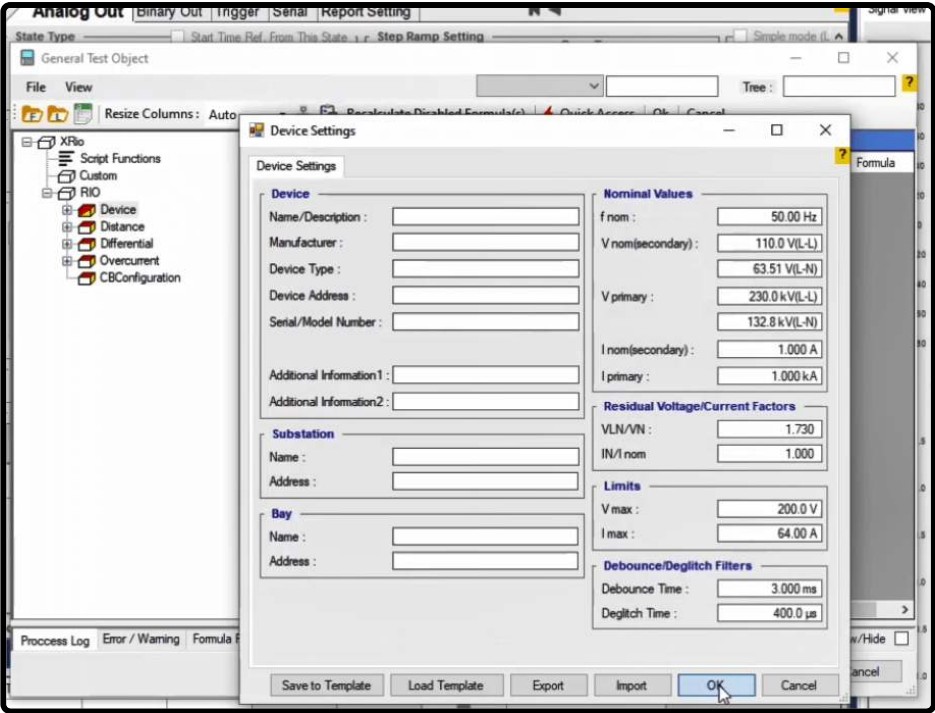 Analog Out Binary Out Trigger Serial Report Setting
Signal View
State Type Start Time Ref. From This State Step Ramp Setting Simple mode (L
General Test Object
File View Tree : ?
Resize Columns : Auto Recalculate Disabled Formula(s) Quick Access Ok Cancel
XRio
Script Functions
Custom
RIO
Device
Distance
Differential
Overcurrent
CBConfiguration
Formula
Device Settings
?
Device Settings
Device
Name/Description :
Manufacturer :
Device Type :
Device Address :
Serial/Model Number :
Additional Information1 :
Additional Information2 :
Substation
Name :
Address :
Bay
Name :
Address :
Nominal Values
f nom : 50.00 Hz
V nom(secondary) : 110.0 V(L-L)
63.51 V(L-N)
V primary : 230.0 kV(L-L)
132.8 kV(L-N)
I nom(secondary) : 1.000 A
I primary : 1.000 kA
Residual Voltage/Current Factors
VLN/VN : 1.730
IN/I nom 1.000
Limits
V max : 200.0 V
I max : 64.00 A
Debounce/Deglitch Filters
Debounce Time : 3.000 ms
Deglitch Time : 400.0 µs
Proccess Log Error / Warning Formula
w/Hide
ancel
Save to Template Load Template Export Import OK Cancel